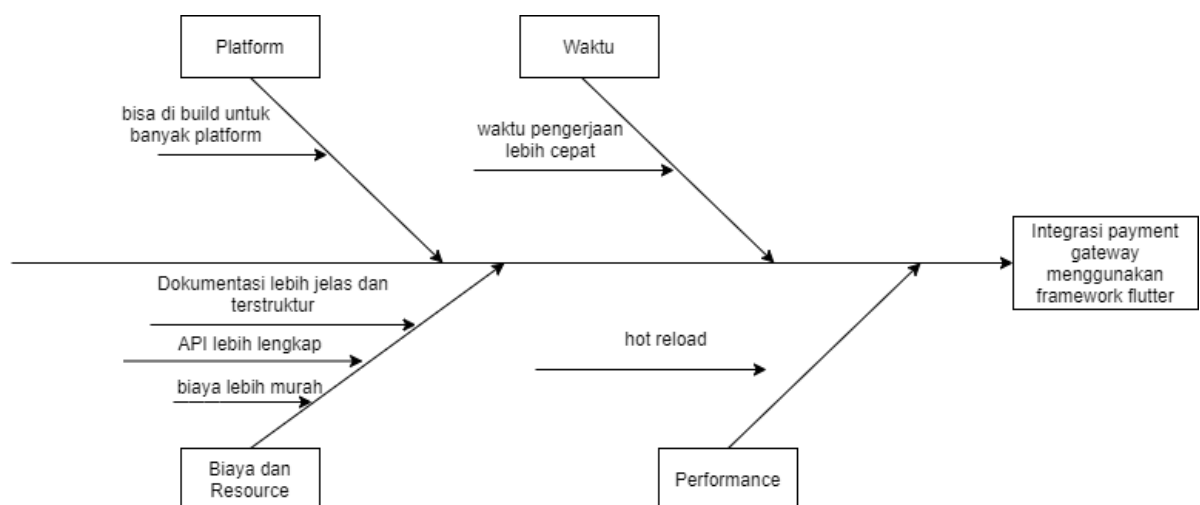 Platform
Waktu
bisa di build untuk
banyak platform
waktu pengerjaan
lebih cepat
Integrasi payment
gateway
menggunakan
framework flutter
Dokumentasi lebih jelas dan
terstruktur
API lebih lengkap
hot reload
biaya lebih murah
Biaya dan
Resource
Performance